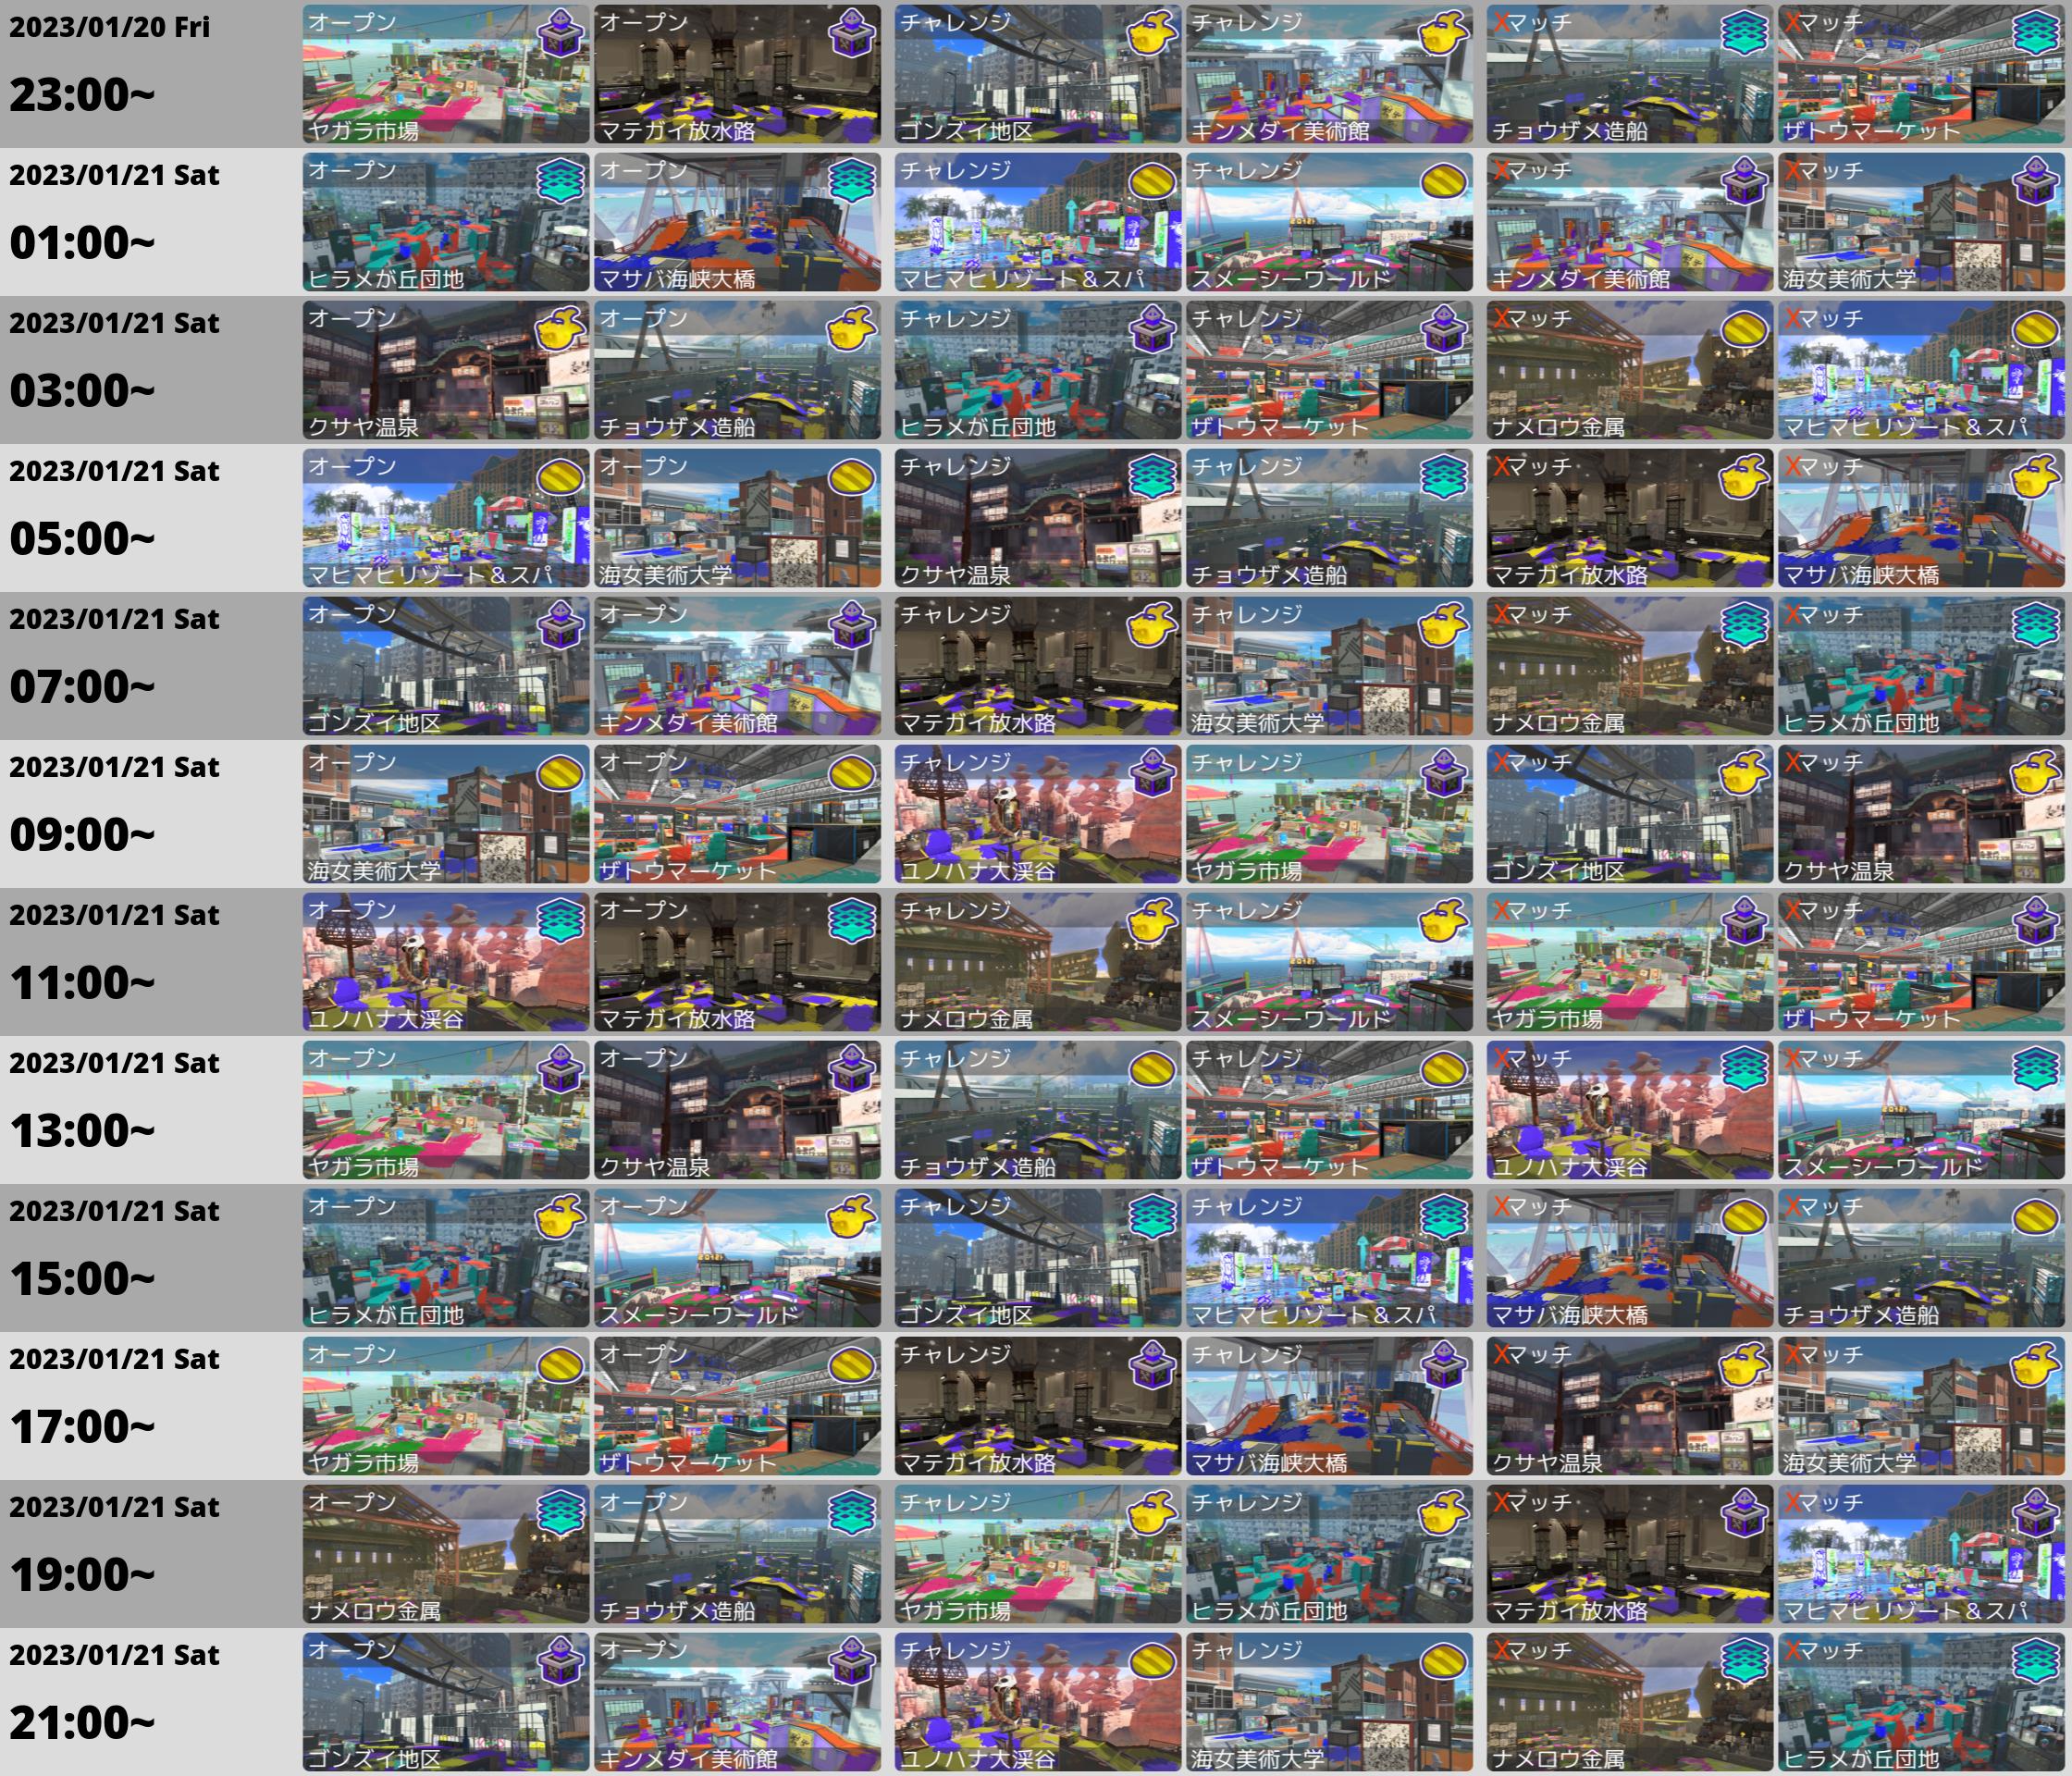 2023/01/20 Fri
23:00~
オープン
ヤガラ市場
オープン
マテガイ放水路
チャレンジ
ゴンズイ地区
チャレンジ
キンメダイ美術館
Xマッチ
チョウザメ造船
Xマッチ
ザトウマーケット
2023/01/21 Sat
01:00~
オープン
ヒラメが丘団地
オープン
マサバ海峡大橋
チャレンジ
マヒマヒリゾート＆スパ
チャレンジ
スメーシーワールド
Xマッチ
キンメダイ美術館
Xマッチ
海女美術大学
2023/01/21 Sat
03:00~
オープン
クサヤ温泉
オープン
チョウザメ造船
チャレンジ
ヒラメが丘団地
チャレンジ
ザトウマーケット
Xマッチ
ナメロウ金属
Xマッチ
マヒマヒリゾート＆スパ
2023/01/21 Sat
05:00~
オープン
マヒマヒリゾート＆スパ
オープン
海女美術大学
チャレンジ
クサヤ温泉
チャレンジ
チョウザメ造船
Xマッチ
マテガイ放水路
Xマッチ
マサバ海峡大橋
2023/01/21 Sat
07:00~
オープン
ゴンズイ地区
オープン
キンメダイ美術館
チャレンジ
マテガイ放水路
チャレンジ
海女美術大学
Xマッチ
ナメロウ金属
Xマッチ
ヒラメが丘団地
2023/01/21 Sat
09:00~
オープン
海女美術大学
オープン
ザトウマーケット
チャレンジ
ユノハナ大渓谷
チャレンジ
ヤガラ市場
Xマッチ
ゴンズイ地区
Xマッチ
クサヤ温泉
2023/01/21 Sat
11:00~
オープン
ユノハナ大渓谷
オープン
マテガイ放水路
チャレンジ
ナメロウ金属
チャレンジ
スメーシーワールド
Xマッチ
ヤガラ市場
Xマッチ
ザトウマーケット
2023/01/21 Sat
13:00~
オープン
ヤガラ市場
オープン
クサヤ温泉
チャレンジ
チョウザメ造船
チャレンジ
ザトウマーケット
Xマッチ
ユノハナ大渓谷
Xマッチ
スメーシーワールド
2023/01/21 Sat
15:00~
オープン
ヒラメが丘団地
オープン
スメーシーワールド
チャレンジ
ゴンズイ地区
チャレンジ
マヒマヒリゾート＆スパ
Xマッチ
マサバ海峡大橋
Xマッチ
チョウザメ造船
2023/01/21 Sat
17:00~
オープン
ヤガラ市場
オープン
ザトウマーケット
チャレンジ
マテガイ放水路
チャレンジ
マサバ海峡大橋
Xマッチ
クサヤ温泉
Xマッチ
海女美術大学
2023/01/21 Sat
19:00~
オープン
ナメロウ金属
オープン
チョウザメ造船
チャレンジ
ヤガラ市場
チャレンジ
ヒラメが丘団地
Xマッチ
マテガイ放水路
Xマッチ
マヒマヒリゾート＆スパ
2023/01/21 Sat
21:00~
オープン
ゴンズイ地区
オープン
キンメダイ美術館
チャレンジ
ユノハナ大渓谷
チャレンジ
海女美術大学
Xマッチ
ナメロウ金属
Xマッチ
ヒラメが丘団地